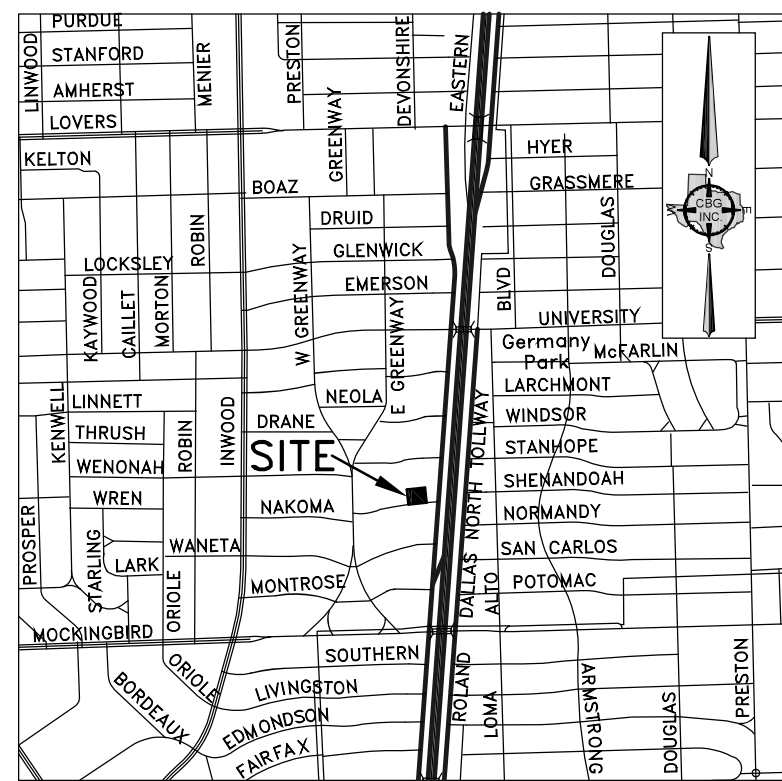 PURDUE
STANFORD
AMHERST
LOVERS
LINWOOD
MENIER
PRESTON
DEVONSHIRE
EASTERN
GREENWAY
KELTON
BOAZ
HYER
GRASSMERE
DRUID
GLENWICK
EMERSON
LOCKSLEY
ROBIN
KAYWOOD
CAILLET
MORTON
W GREENWAY
E GREENWAY
BLVD
DOUGLAS
N
W
CBG
INC.
E
S
UNIVERSITY
Germany
Park
McFARLIN
LARCHMONT
WINDSOR
STANHOPE
SHENANDOAH
NORMANDY
SAN CARLOS
POTOMAC
NEOLA
DRANE
SITE
NAKOMA
WANETA
MONTROSE
KENWELL
LINNETT
THRUSH
WENONAH
WREN
ROBIN
INWOOD
PROSPER
STARLING
LARK
ORIOLE
MOCKINGBIRD
DALLAS NORTH TOLLWAY
ALTO
SOUTHERN
LIVINGSTON
EDMONDSON
FAIRFAX
ORIOLE
BORDEAUX
ROLAND
LOMA
ARMSTRONG
DOUGLAS
PRESTON